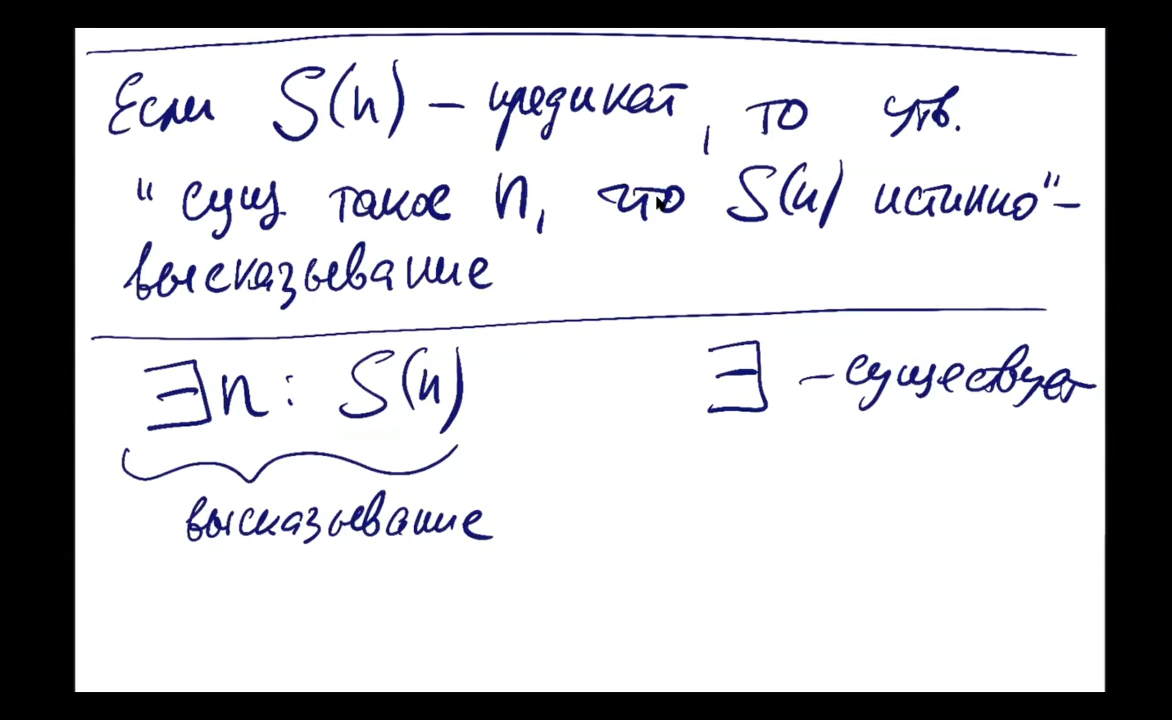 Если S(n) – предикат, то утв.
"сущ такое n, что S(n) истинно" –
высказывание
∃n : S(n)
∃ – существует
высказывание